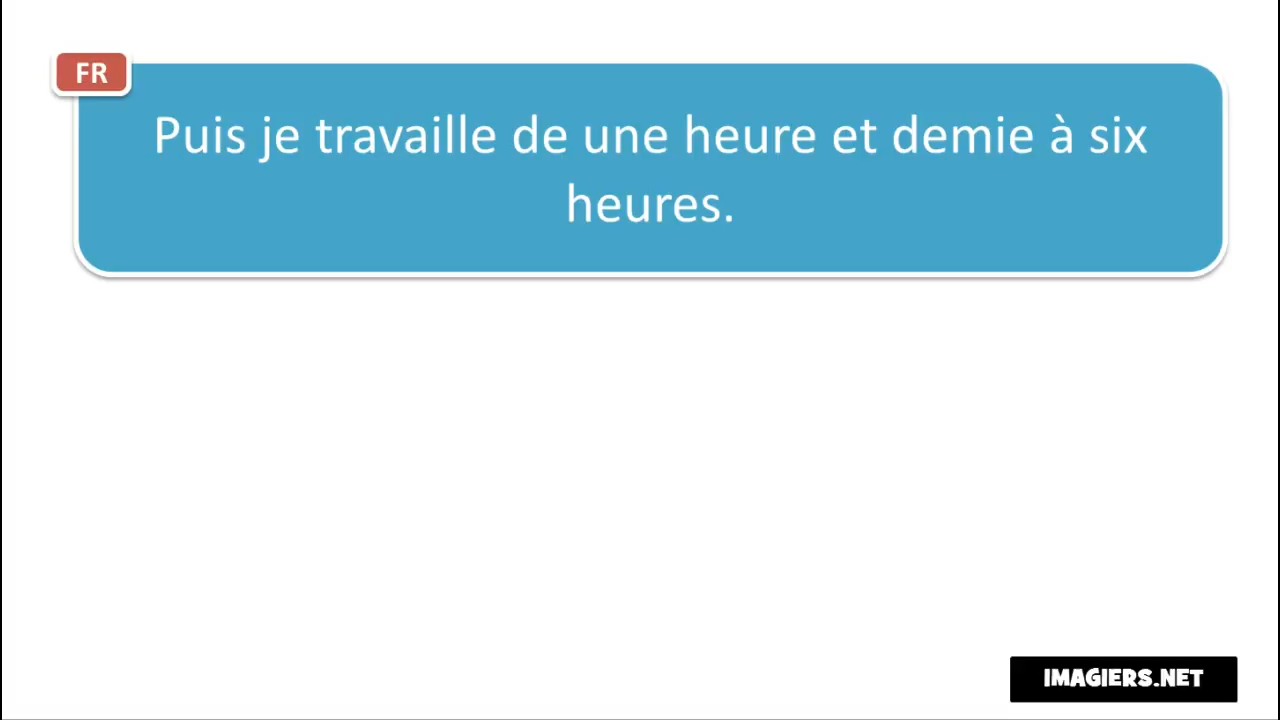 FR
Puis je travaille de une heure et demie à six
heures.
IMAGIERS.NET